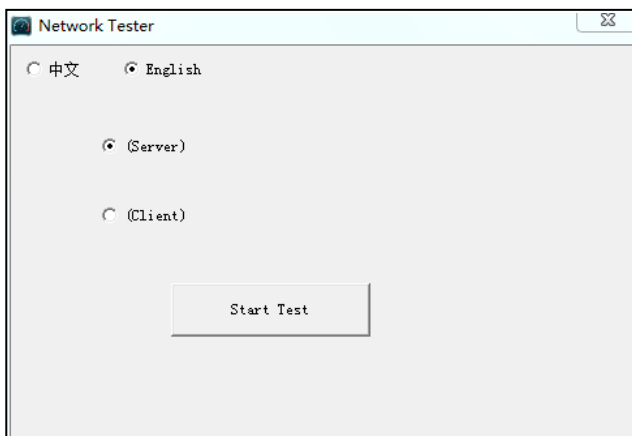 Network Tester
中文 English
(Server)
(Client)
Start Test